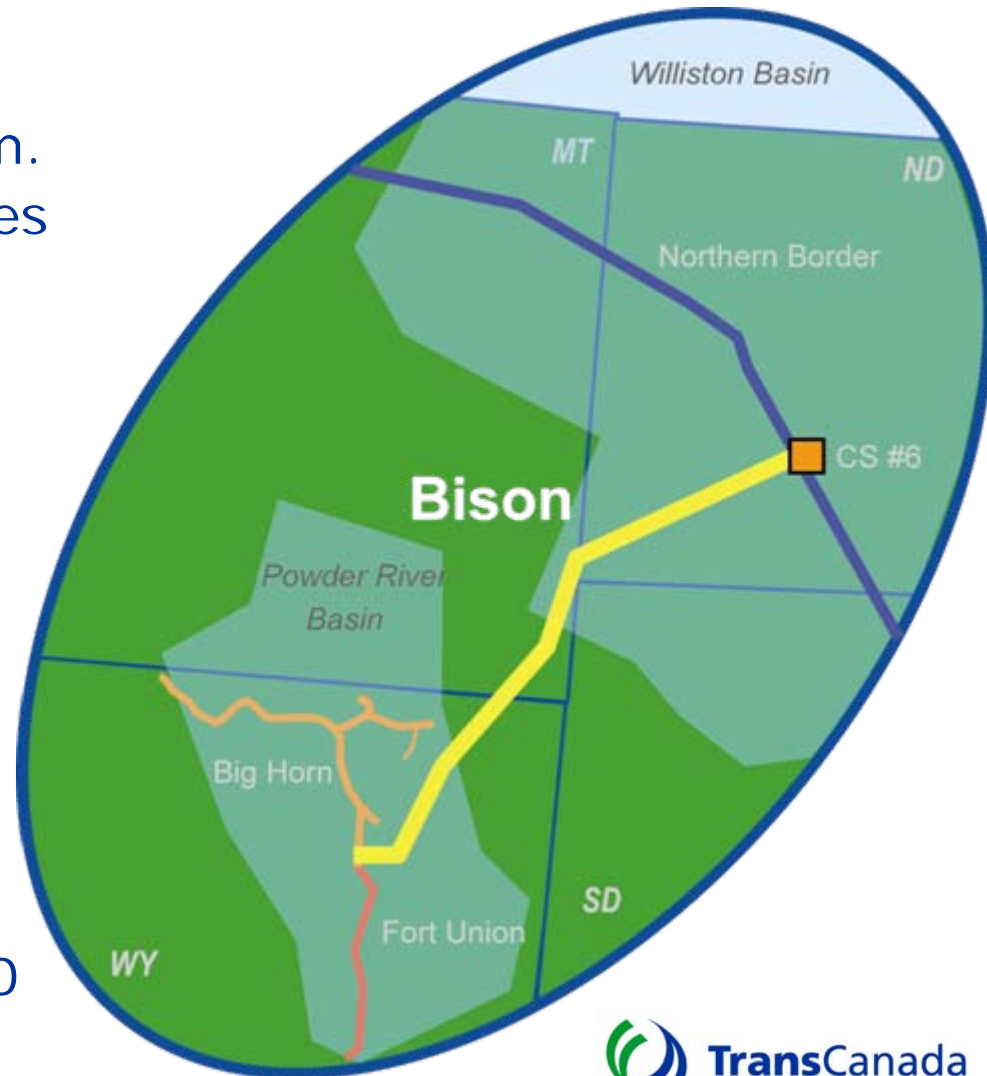 Williston Basin
n.
MT
ND
es
Northern Border
CS #6
Bison
Powder River
Basin
Big Horn
SD
Fort Union
WY
0
TransCanada